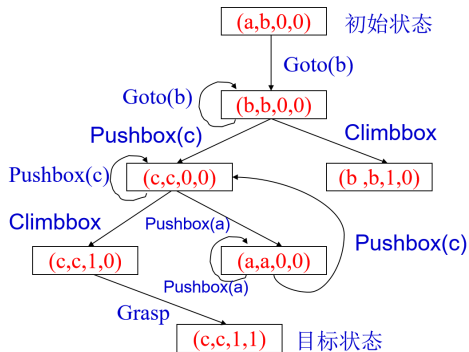 (a,b,0,0) 初始状态
Goto(b)
Goto(b)
(b,b,0,0)
Pushbox(c)
Climbbox
Pushbox(c)
(c,c,0,0)
(b ,b,1,0)
Climbbox
Pushbox(a)
Pushbox(c)
(c,c,1,0)
(a,a,0,0)
Pushbox(a)
Grasp
(c,c,1,1) 目标状态